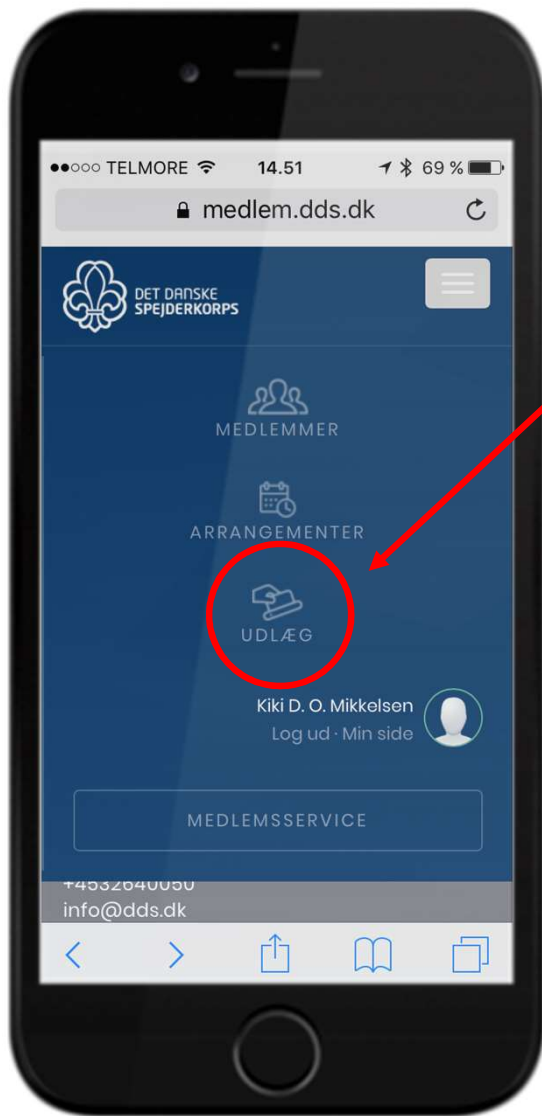 ●●○○○ TELMORE 14.51 69 %
medlem.dds.dk
DET DANSKE
SPEJDERKORPS
MEDLEMMER
ARRANGEMENTER
UDLÆG
Kiki D. O. Mikkelsen
Log ud · Min side
MEDLEMSSERVICE
+4532640050
info@dds.dk